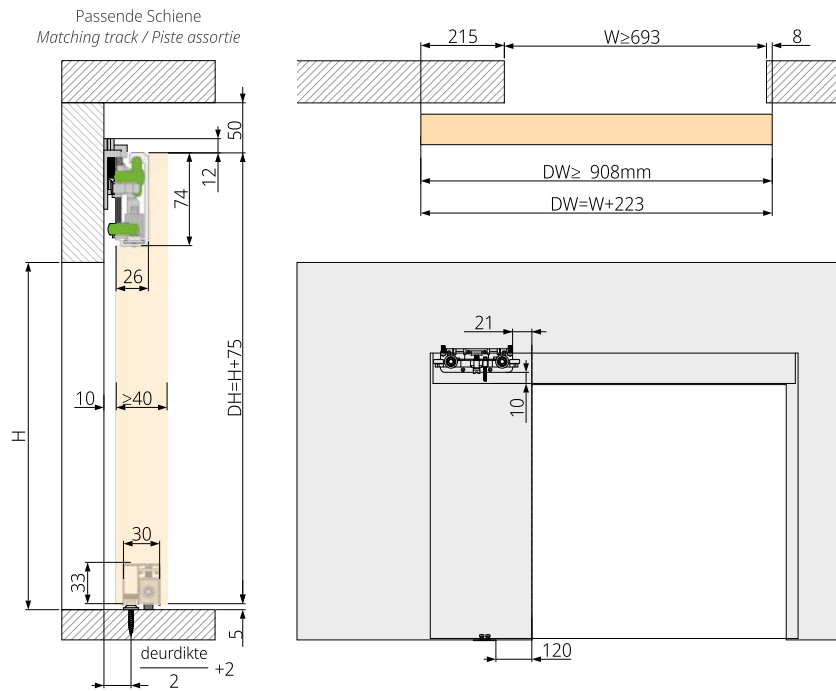 Passende Schiene
Matching track / Piste assortie
215
W≥693
8
50
12
74
DW≥ 908mm
DW=W+223
26
21
DH=H+75
10
≥40
10
H
30
33
5
deurdikte
2
+2
120